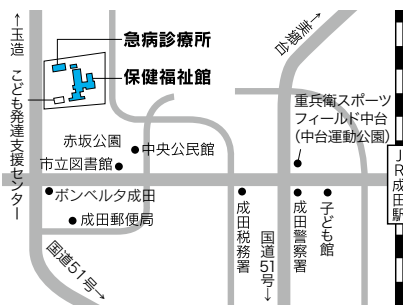 ←玉造 こども発達支援センター
急病診療所
保健福祉館
←美郷台
重兵衛スポーツ
フィールド中台
(中台運動公園)
赤坂公園
中央公民館
市立図書館
ボンベルタ成田
成田郵便局
国道51号→
成田税務署
国道51号→
成田警察署
子ども館
JR成田駅